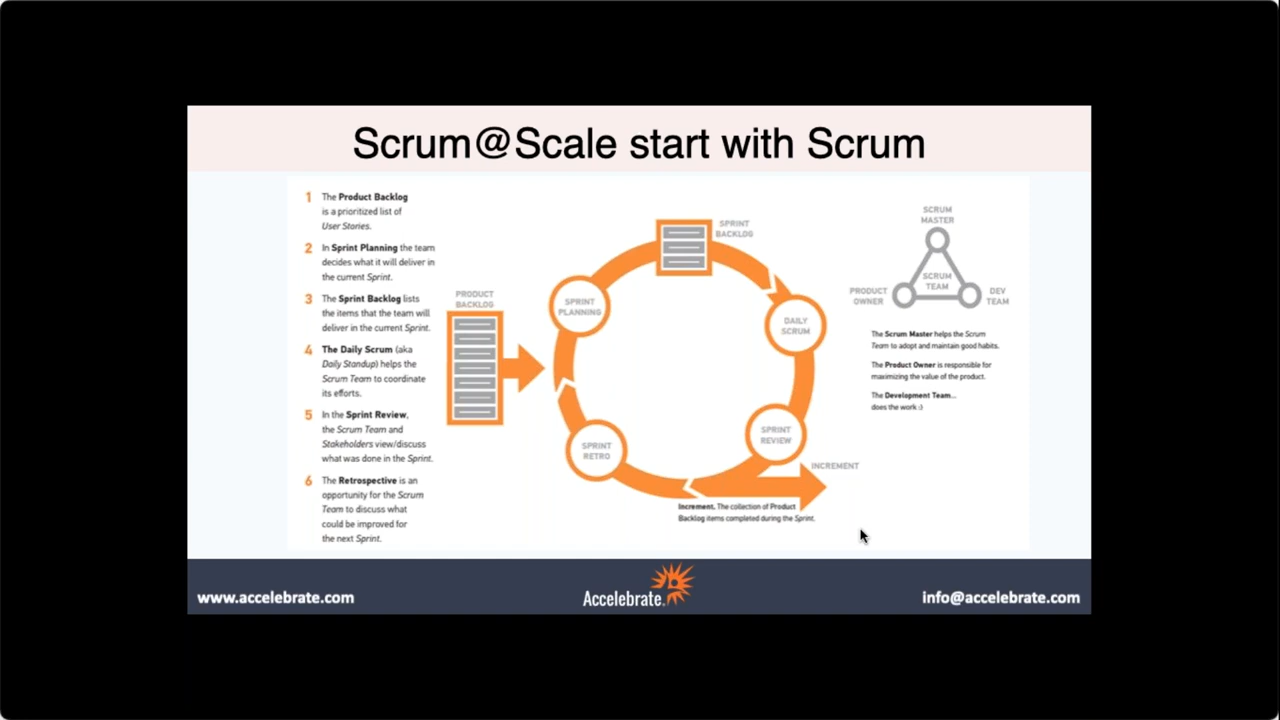 Scrum@Scale start with Scrum
1 The Product Backlog
is a prioritized list of
User Stories.
2 In Sprint Planning the team
decides what it will deliver in
the current Sprint.
3 The Sprint Backlog lists
the items that the team will
deliver in the current Sprint.
4 The Daily Scrum (aka
Daily Standup) helps the
Scrum Team to coordinate
its efforts.
5 In the Sprint Review,
the Scrum Team and
Stakeholders view/discuss
what was done in the Sprint.
6 The Retrospective is an
opportunity for the Scrum
Team to discuss what
could be improved for
the next Sprint.
PRODUCT
BACKLOG
SPRINT
PLANNING
SPRINT
BACKLOG
DAILY
SCRUM
SPRINT
REVIEW
SPRINT
RETRO
INCREMENT
Increment, The collection of Product
Backlog items completed during the Sprint.
SCRUM
MASTER
SCRUM
TEAM
PRODUCT
OWNER
DEV
TEAM
The Scrum Master helps the Scrum
Team to adopt and maintain good habits.
The Product Owner is responsible for
maximizing the value of the product.
The Development Team...
does the work :)
www.accelebrate.com
Accelebrate
info@accelebrate.com